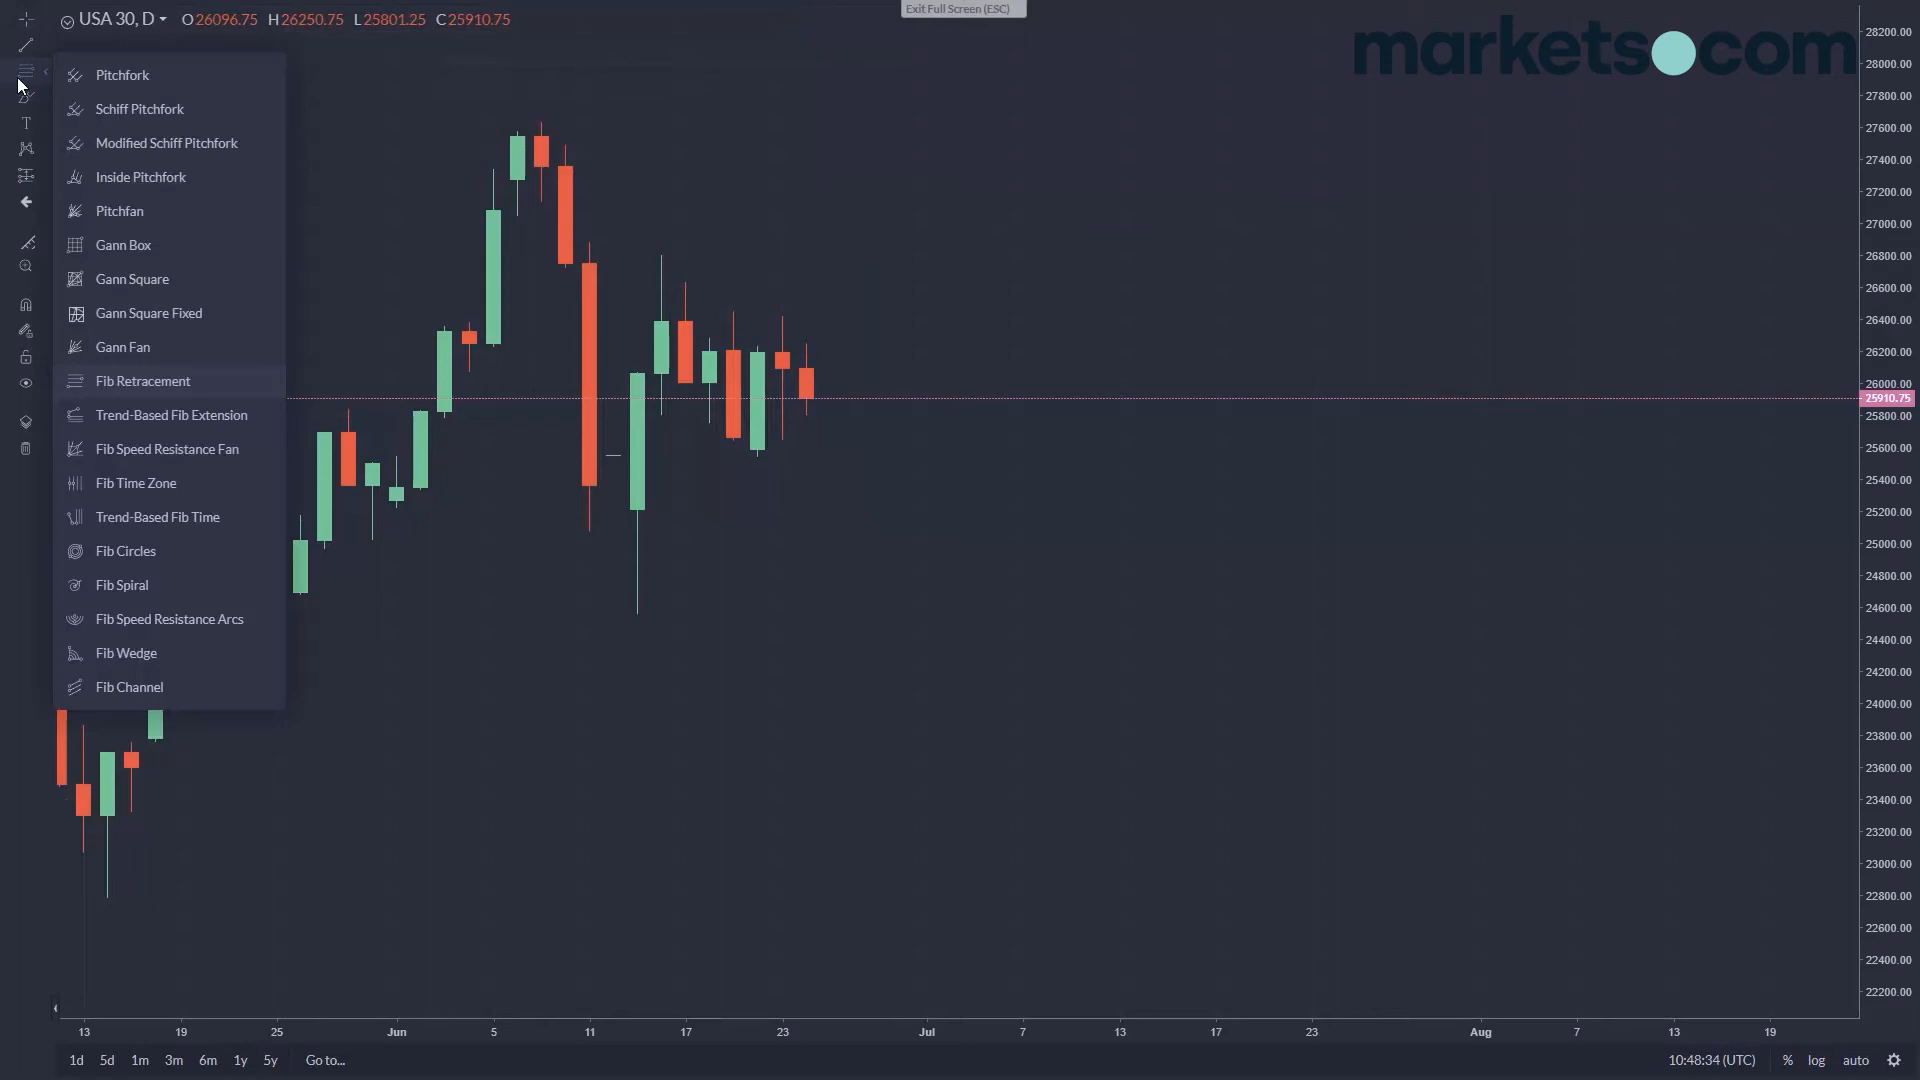 USA 30, D O26096.75 H26250.75 L25801.25 C25910.75
Exit Full Screen (ESC)
markets.com
Pitchfork
Schiff Pitchfork
Modified Schiff Pitchfork
Inside Pitchfork
Pitchfan
Gann Box
Gann Square
Gann Square Fixed
Gann Fan
Fib Retracement
Trend-Based Fib Extension
Fib Speed Resistance Fan
Fib Time Zone
Trend-Based Fib Time
Fib Circles
Fib Spiral
Fib Speed Resistance Arcs
Fib Wedge
Fib Channel
28200.00
28000.00
27800.00
27600.00
27400.00
27200.00
27000.00
26800.00
26600.00
26400.00
26200.00
26000.00
25910.75
25800.00
25600.00
25400.00
25200.00
25000.00
24800.00
24600.00
24400.00
24200.00
24000.00
23800.00
23600.00
23400.00
23200.00
23000.00
22800.00
22600.00
22400.00
22200.00
13 19 25 Jun 5 11 17 23 Jul 7 13 17 23 Aug 7 13 19
1d 5d 1m 3m 6m 1y 5y Go to... 10:48:34 (UTC) % log auto